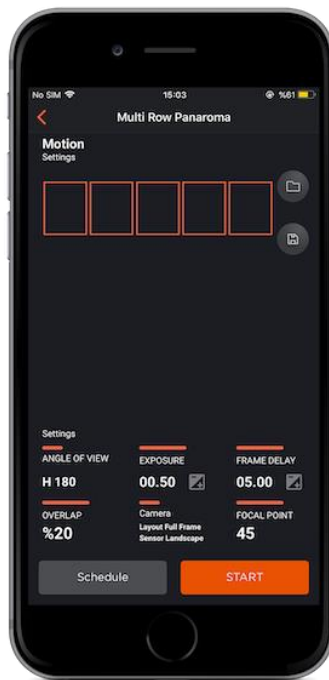 No SIM 15:03 %61
Multi Row Panaroma
Motion
Settings
Settings
ANGLE OF VIEW EXPOSURE FRAME DELAY
H 180 00.50 05.00
OVERLAP Camera FOCAL POINT
%20 Layout Full Frame 45
Sensor Landscape
Schedule START